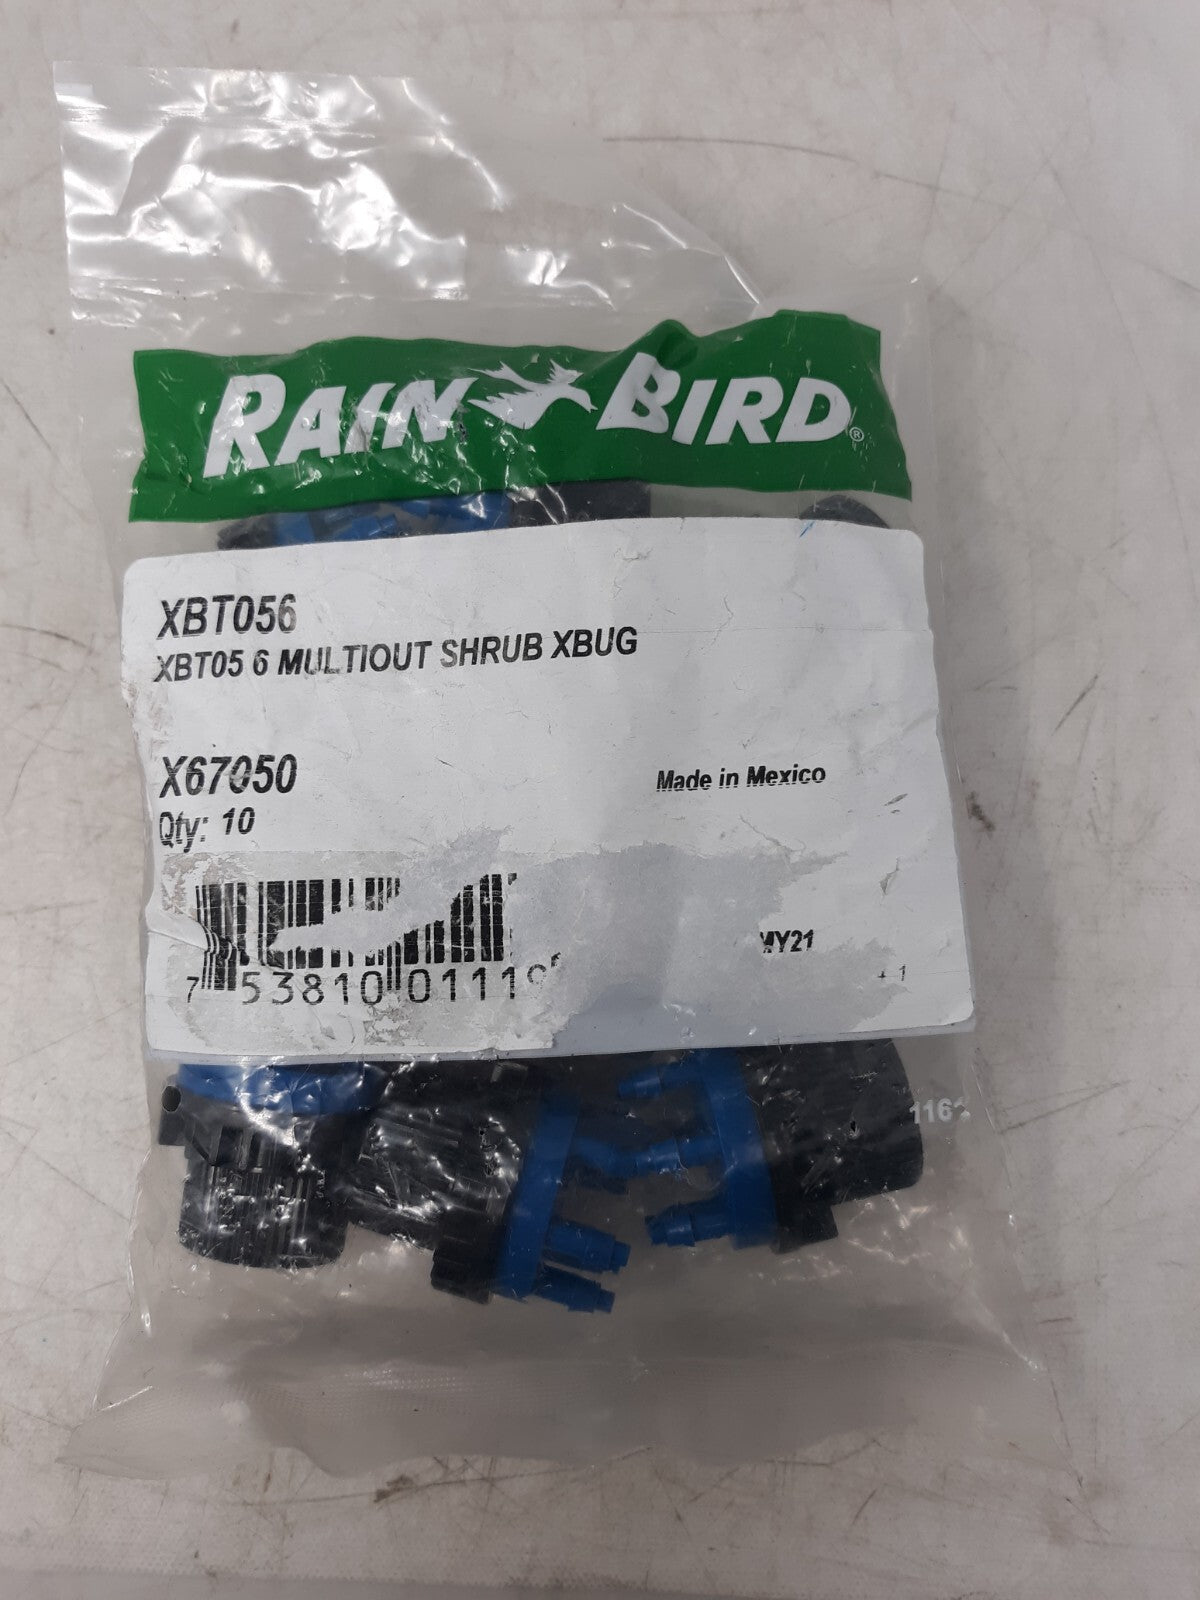 RAIN BIRD®
XBT056
XBT05 6 MULTIOUT SHRUB XBUG
X67050
Made in Mexico
Qty: 10
MY21
7 53810 0111